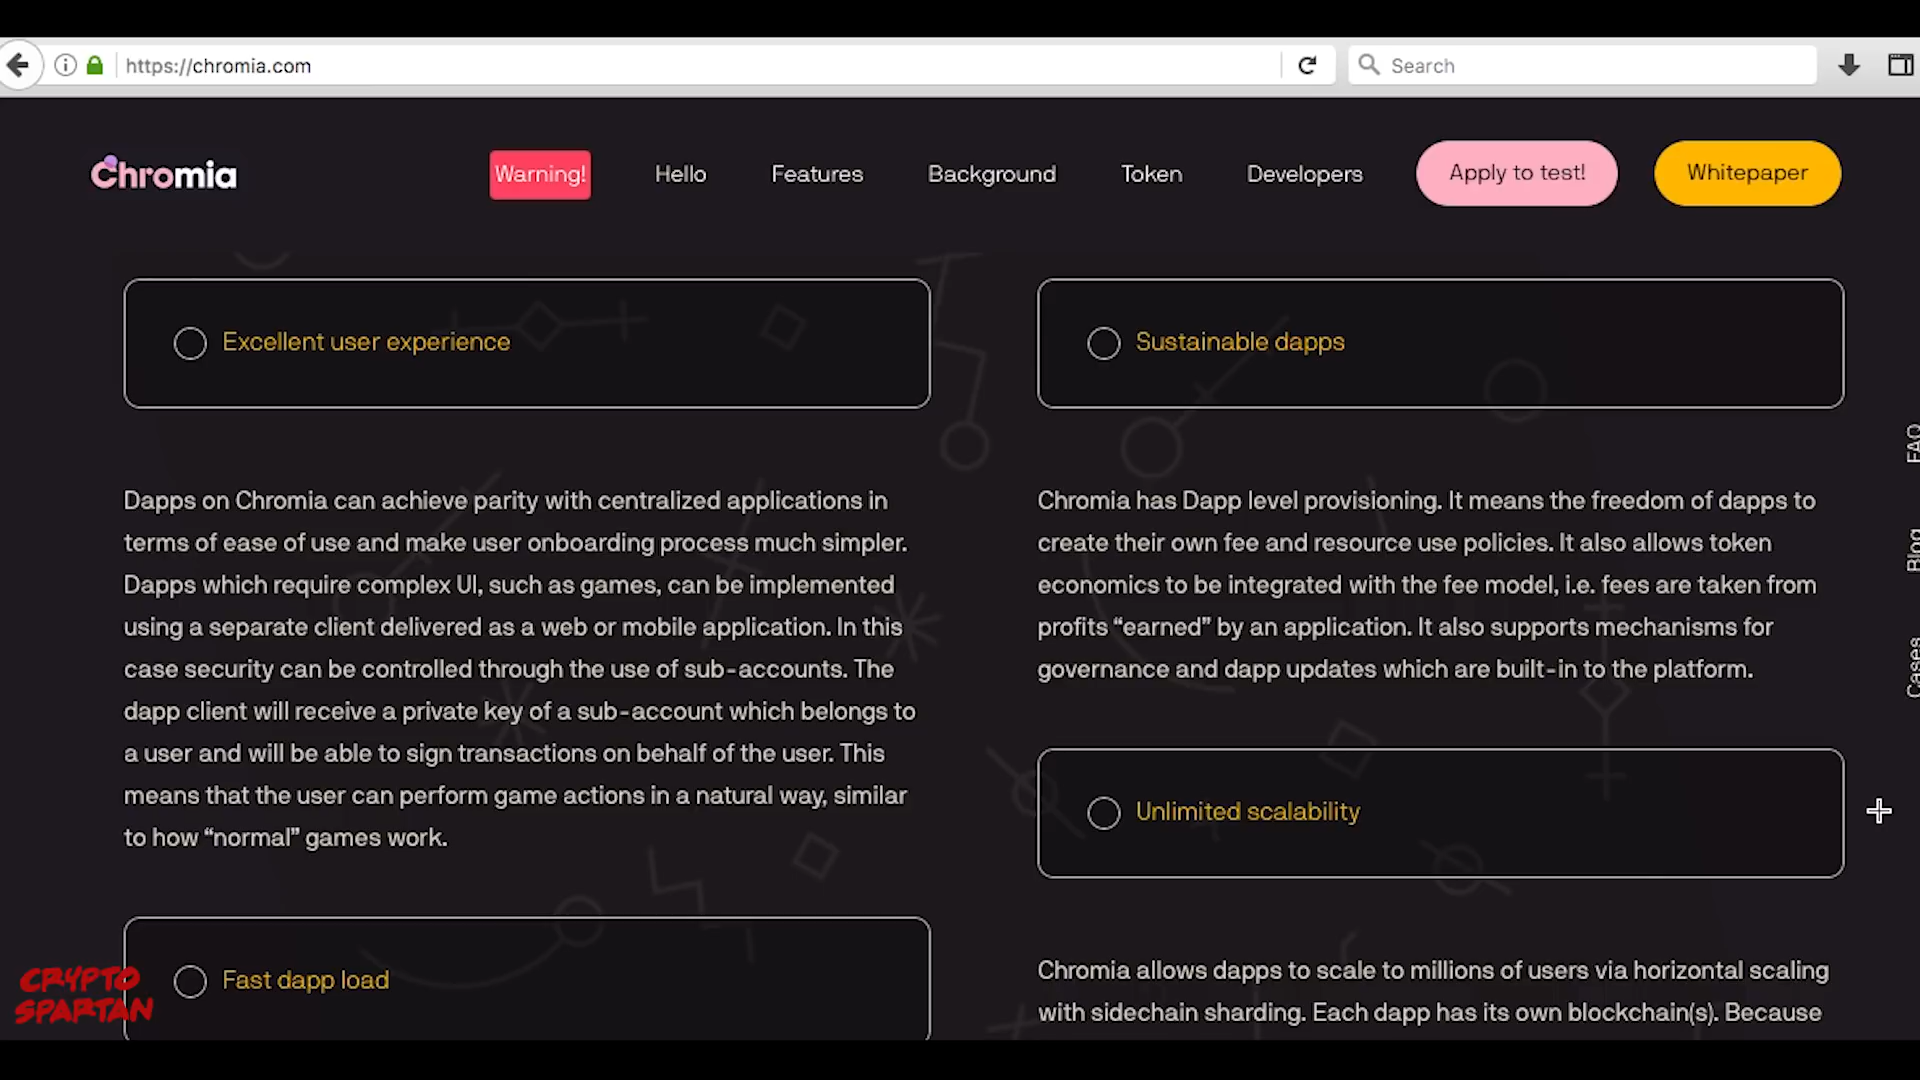 https://chromia.com
Search
Chromia
Warning!
Hello
Features
Background
Token
Developers
Apply to test!
Whitepaper
Excellent user experience
Dapps on Chromia can achieve parity with centralized applications in
terms of ease of use and make user onboarding process much simpler.
Dapps which require complex UI, such as games, can be implemented
using a separate client delivered as a web or mobile application. In this
case security can be controlled through the use of sub-accounts. The
dapp client will receive a private key of a sub-account which belongs to
a user and will be able to sign transactions on behalf of the user. This
means that the user can perform game actions in a natural way, similar
to how “normal” games work.
Fast dapp load
Sustainable dapps
Chromia has Dapp level provisioning. It means the freedom of dapps to
create their own fee and resource use policies. It also allows token
economics to be integrated with the fee model, i.e. fees are taken from
profits “earned” by an application. It also supports mechanisms for
governance and dapp updates which are built-in to the platform.
Unlimited scalability
Chromia allows dapps to scale to millions of users via horizontal scaling
with sidechain sharding. Each dapp has its own blockchain(s). Because
FAQ
Blog
Cases
CRYPTO
SPARTAN